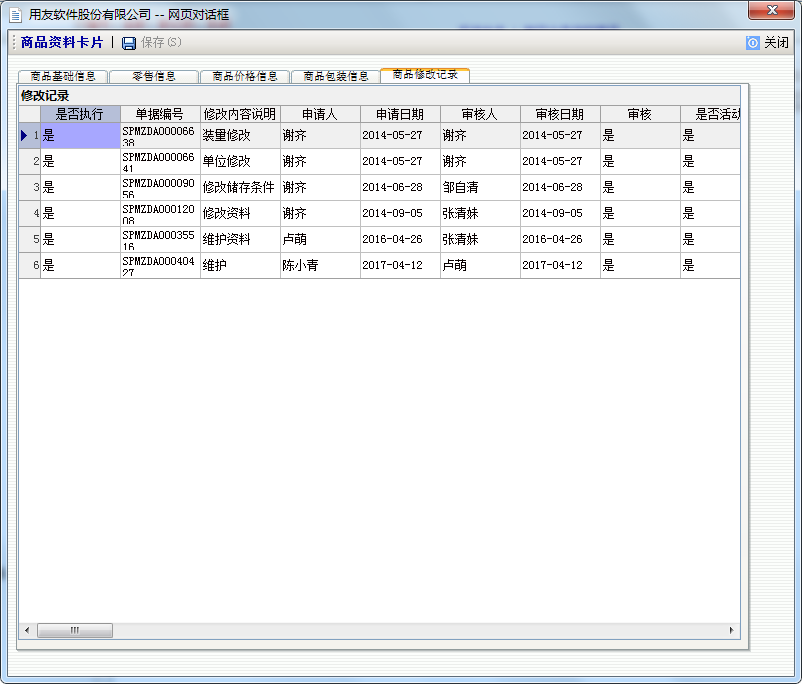 用友软件股份有限公司 -- 网页对话框
商品资料卡片 保存(S) 关闭
商品基础信息 零售信息 商品价格信息 商品包装信息 商品修改记录
修改记录
是否执行 单据编号 修改内容说明 申请人 申请日期 审核人 审核日期 审核 是否活动
1 是 SPMZDA00006638 装量修改 谢齐 2014-05-27 谢齐 2014-05-27 是 是
2 是 SPMZDA00006641 单位修改 谢齐 2014-05-27 谢齐 2014-05-27 是 是
3 是 SPMZDA00009056 修改储存条件 谢齐 2014-06-28 邹自清 2014-06-28 是 是
4 是 SPMZDA00012008 修改资料 谢齐 2014-09-05 张清妹 2014-09-05 是 是
5 是 SPMZDA00035516 维护资料 卢萌 2016-04-26 张清妹 2016-04-26 是 是
6 是 SPMZDA00040427 维护 陈小青 2017-04-12 卢萌 2017-04-12 是 是